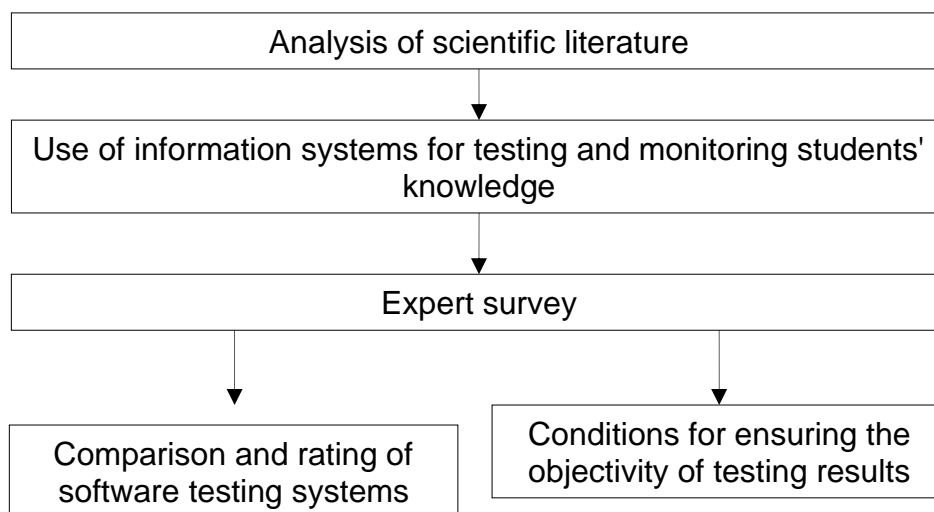 Analysis of scientific literature
Use of information systems for testing and monitoring students'
knowledge
Expert survey
Comparison and rating of
software testing systems
Conditions for ensuring the
objectivity of testing results